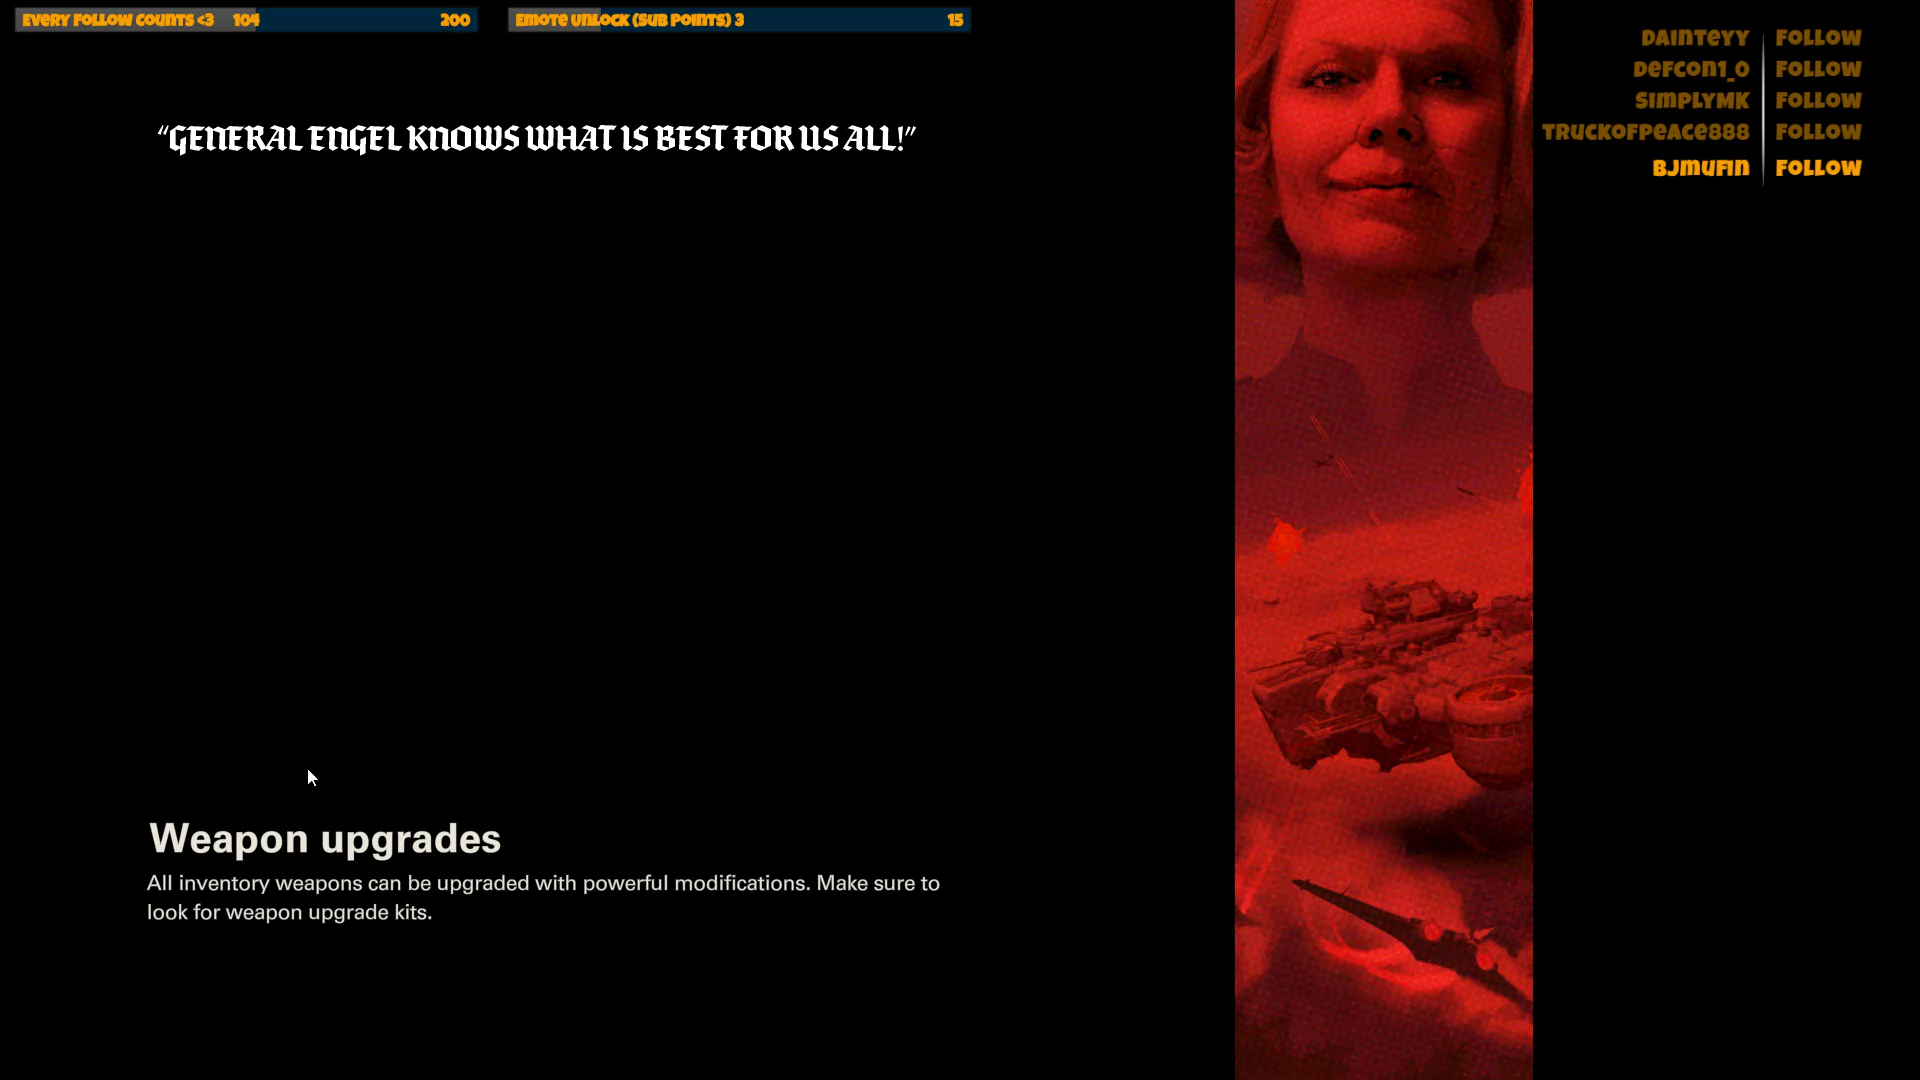 EVERY FOLLOW COUNTS <3 104 200
EMOTE UNLOCK (SUB POINTS) 3 15
DAINTEYY FOLLOW
DEFCON1_0 FOLLOW
SIMPLYMK FOLLOW
TRUCKOFPEACE888 FOLLOW
BJMUFIN FOLLOW
“GENERAL ENGEL KNOWS WHAT IS BEST FOR US ALL!”
Weapon upgrades
All inventory weapons can be upgraded with powerful modifications. Make sure to
look for weapon upgrade kits.